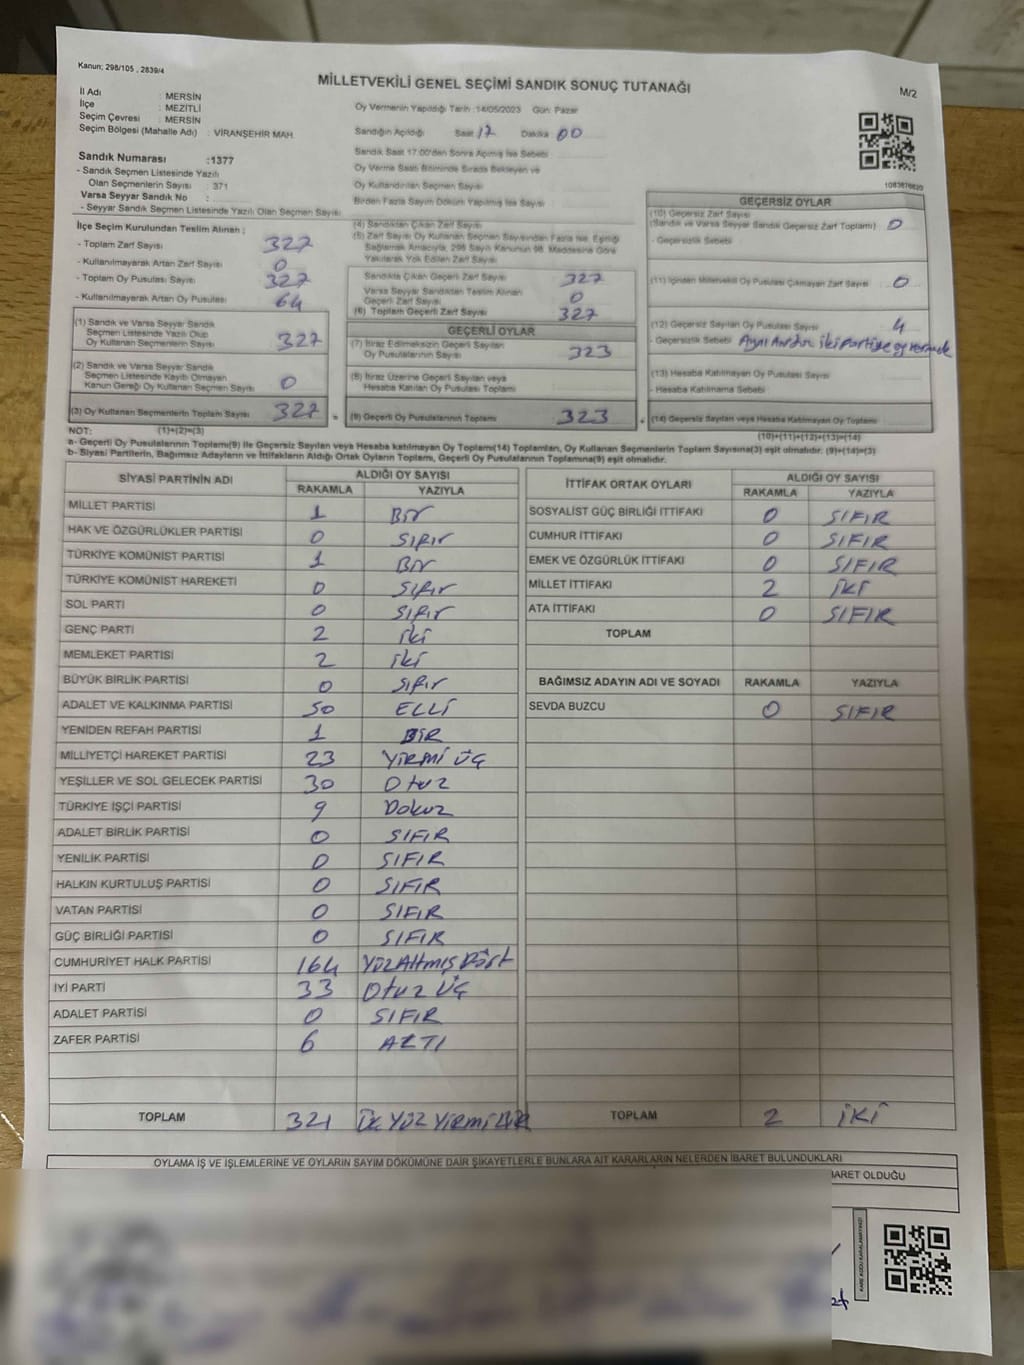 Kanun; 298/105 , 2839/4
MİLLETVEKİLİ GENEL SEÇİMİ SANDIK SONUÇ TUTANAĞI
M/2
İl Adı : MERSİN
İlçe : MEZİTLİ
Seçim Çevresi : MERSİN
Seçim Bölgesi (Mahalle Adı) : VİRANŞEHİR MAH.
Oy Vermenin Yapıldığı Tarih : 14/05/2023 Gün: Pazar
Sandığın Açıldığı Saat 17 Dakika 00
Sandık Saat 17:00'den Sonra Açılmış İse Sebebi
Oy Verme Saati Bitiminde Sırada Bekleyen ve
Oy Kullandırılan Seçmen Sayısı
Birden Fazla Sayım Döküm Yapılmış İse Sayısı
Sandık Numarası :1377
- Sandık Seçmen Listesinde Yazılı
Olan Seçmenlerin Sayısı : 371
Varsa Seyyar Sandık No :
- Seyyar Sandık Seçmen Listesinde Yazılı Olan Seçmen Sayısı
İlçe Seçim Kurulundan Teslim Alınan ;
- Toplam Zarf Sayısı 327
- Kullanılmayarak Artan Zarf Sayısı 0
- Toplam Oy Pusulası Sayısı 327
- Kullanılmayarak Artan Oy Pusulası 64
(1) Sandık ve Varsa Seyyar Sandık
Seçmen Listesinde Yazılı Olup
Oy Kullanan Seçmenlerin Sayısı 327
(2) Sandık ve Varsa Seyyar Sandık
Seçmen Listesinde Kayıtlı Olmayan
Kanun Gereği Oy Kullanan Seçmen Sayısı 0
(3) Oy Kullanan Seçmenlerin Toplam Sayısı 327
(1)+(2)=(3)
(4) Sandıktan Çıkan Zarf Sayısı
(5) Zarf Sayısı Oy Kullanan Seçmen Sayısından Fazla İse, Eşitliği
Sağlamak Amacıyla, 298 Sayılı Kanunun 98. Maddesine Göre
Yakılarak Yok Edilen Zarf Sayısı
Sandıkta Çıkan Geçerli Zarf Sayısı 327
Varsa Seyyar Sandıktan Teslim Alınan
Geçerli Zarf Sayısı 0
(6) Toplam Geçerli Zarf Sayısı 327
GEÇERLİ OYLAR
(7) İtiraz Edilmeksizin Geçerli Sayılan
Oy Pusulalarının Sayısı 323
(8) İtiraz Üzerine Geçerli Sayılan veya
Hesaba Katılan Oy Pusulası Toplamı
(9) Geçerli Oy Pusulalarının Toplamı 323
1083876820
GEÇERSİZ OYLAR
(10) Geçersiz Zarf Sayısı
(Sandık ve Varsa Seyyar Sandık Geçersiz Zarf Toplamı) 0
- Geçersizlik Sebebi
(11) İçinden Milletvekili Oy Pusulası Çıkmayan Zarf Sayısı 0
(12) Geçersiz Sayılan Oy Pusulası Sayısı 4
- Geçersizlik Sebebi Aynı Anda iki Partiye oy vermek
(13) Hesaba Katılmayan Oy Pusulası Sayısı
- Hesaba Katılmama Sebebi
(14) Geçersiz Sayılan veya Hesaba Katılmayan Oy Toplamı
(10)+(11)+(12)+(13)=(14)
NOT:
a- Geçerli Oy Pusulalarının Toplamı(9) ile Geçersiz Sayılan veya Hesaba katılmayan Oy Toplamı(14) Toplamları, Oy Kullanan Seçmenlerin Toplam Sayısına(3) eşit olmalıdır: (9)+(14)=(3)
b- Siyasi Partilerin, Bağımsız Adayların ve İttifakların Aldığı Ortak Oyların Toplamı, Geçerli Oy Pusulalarının Toplamına(9) eşit olmalıdır.
SİYASİ PARTİNİN ADI ALDIĞI OY SAYISI
RAKAMLA YAZIYLA
MİLLET PARTİSİ 1 Bir
HAK VE ÖZGÜRLÜKLER PARTİSİ 0 Sıfır
TÜRKİYE KOMÜNİST PARTİSİ 1 Bir
TÜRKİYE KOMÜNİST HAREKETİ 0 Sıfır
SOL PARTİ 0 Sıfır
GENÇ PARTİ 2 iki
MEMLEKET PARTİSİ 2 iki
BÜYÜK BİRLİK PARTİSİ 0 Sıfır
ADALET VE KALKINMA PARTİSİ 50 ELLİ
YENİDEN REFAH PARTİSİ 1 BİR
MİLLİYETÇİ HAREKET PARTİSİ 23 YİRMİ ÜÇ
YEŞİLLER VE SOL GELECEK PARTİSİ 30 Otuz
TÜRKİYE İŞÇİ PARTİSİ 9 Dokuz
ADALET BİRLİK PARTİSİ 0 SIFIR
YENİLİK PARTİSİ 0 SIFIR
HALKIN KURTULUŞ PARTİSİ 0 SIFIR
VATAN PARTİSİ 0 SIFIR
GÜÇ BİRLİĞİ PARTİSİ 0 SIFIR
CUMHURİYET HALK PARTİSİ 164 YüzAltmış Dört
İYİ PARTİ 33 Otuz Üç
ADALET PARTİSİ 0 SIFIR
ZAFER PARTİSİ 6 ALTI
TOPLAM 321 Üç Yüz Yirmi BİR
İTTİFAK ORTAK OYLARI ALDIĞI OY SAYISI
RAKAMLA YAZIYLA
SOSYALİST GÜÇ BİRLİĞİ İTTİFAKI 0 SIFIR
CUMHUR İTTİFAKI 0 SIFIR
EMEK VE ÖZGÜRLÜK İTTİFAKI 0 SIFIR
MİLLET İTTİFAKI 2 İKİ
ATA İTTİFAKI 0 SIFIR
TOPLAM
BAĞIMSIZ ADAYIN ADI VE SOYADI RAKAMLA YAZIYLA
SEVDA BUZCU 0 SIFIR
TOPLAM 2 İKİ
OYLAMA İŞ VE İŞLEMLERİNE VE OYLARIN SAYIM DÖKÜMÜNE DAİR ŞİKAYETLERLE BUNLARA AİT KARARLARIN NELERDEN İBARET BULUNDUKLARI
BARET OLDUĞU